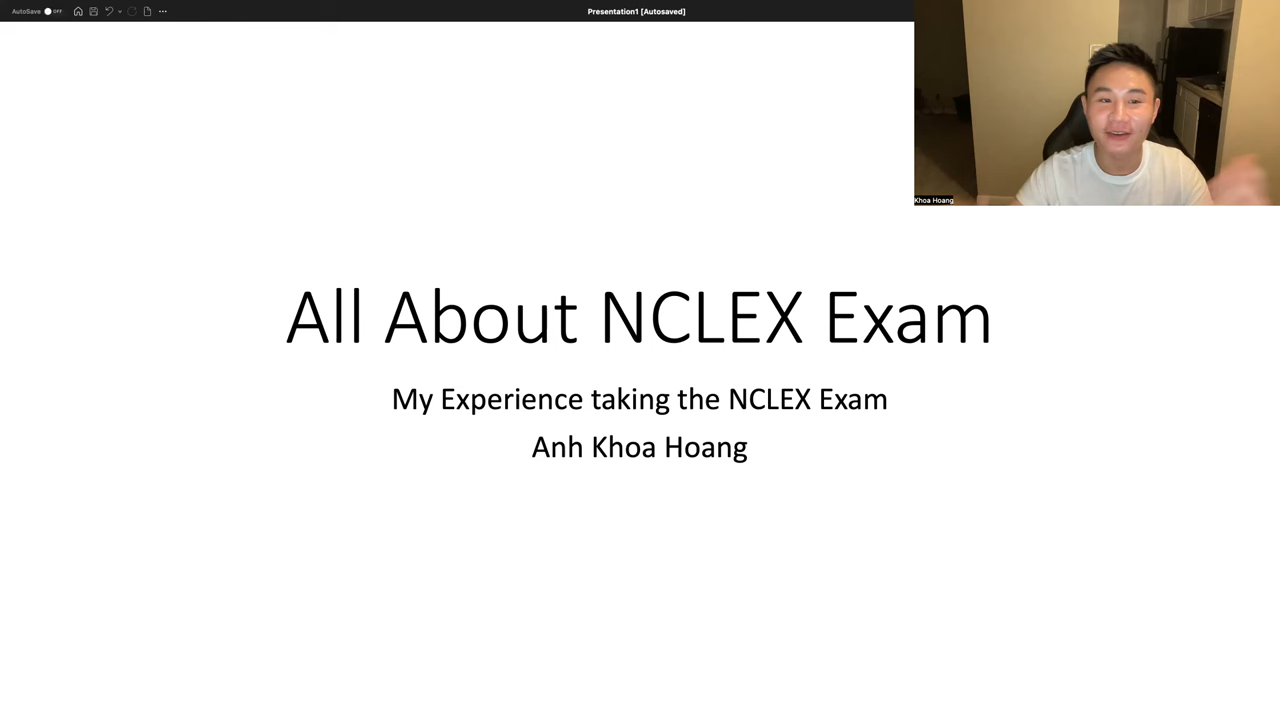 AutoSave OFF
Presentation1 [Autosaved]
Khoa Hoang
All About NCLEX Exam
My Experience taking the NCLEX Exam
Anh Khoa Hoang